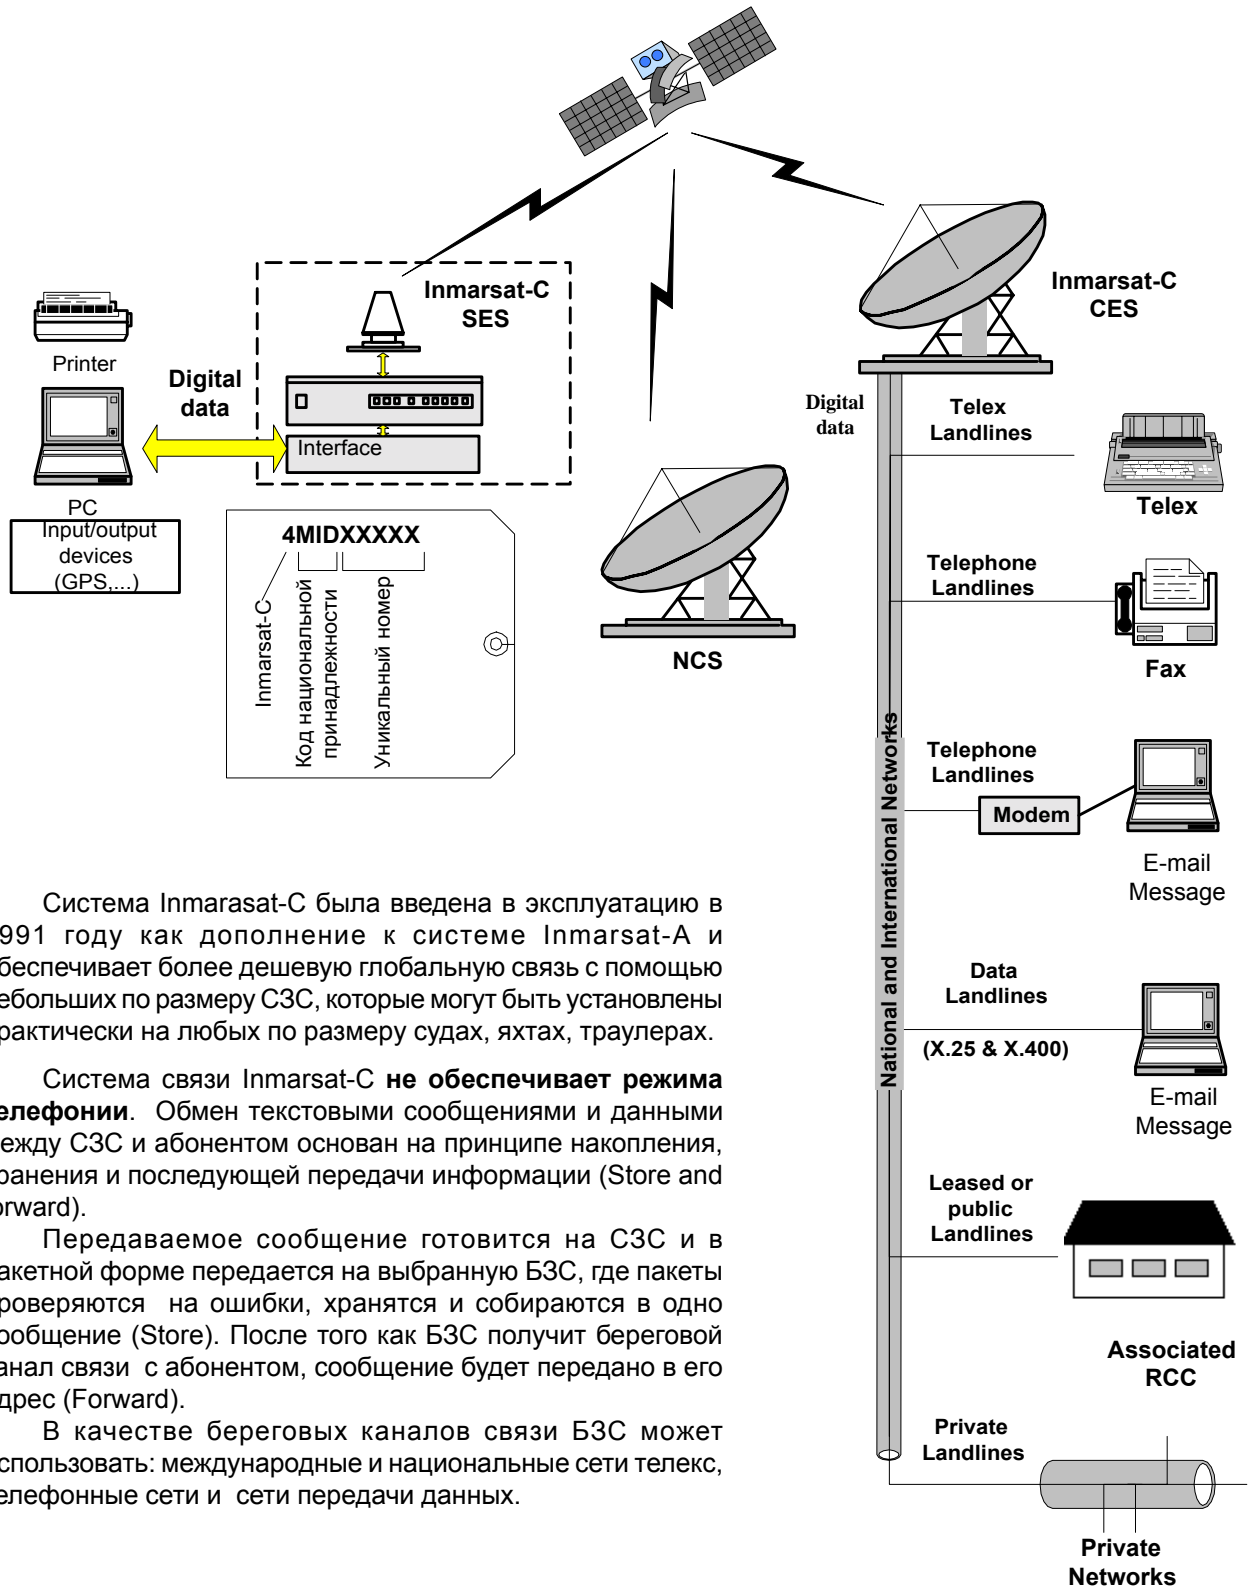 Inmarsat-C
SES
Printer
Digital
data
Interface
PC
Input/output
devices
(GPS,...)
4MIDXXXXX
Inmarsat-C
Код национальной
принадлежности
Уникальный номер
NCS
Inmarsat-C
CES
Digital
data
National and International Networks
Telex
Landlines
Telex
Telephone
Landlines
Fax
Telephone
Landlines
Modem
E-mail
Message
Data
Landlines
(X.25 & X.400)
E-mail
Message
Leased or
public
Landlines
Associated
RCC
Private
Landlines
Private
Networks
Система Inmarasat-C была введена в эксплуатацию в
991 году как дополнение к системе Inmarsat-A и
беспечивает более дешевую глобальную связь с помощью
ебольших по размеру СЗС, которые могут быть установлены
рактически на любых по размеру судах, яхтах, траулерах.
Система связи Inmarsat-C не обеспечивает режима
елефонии. Обмен текстовыми сообщениями и данными
ежду СЗС и абонентом основан на принципе накопления,
ранения и последующей передачи информации (Store and
orward).
Передаваемое сообщение готовится на СЗС и в
акетной форме передается на выбранную БЗС, где пакеты
роверяются на ошибки, хранятся и собираются в одно
ообщение (Store). После того как БЗС получит береговой
анал связи с абонентом, сообщение будет передано в его
дрес (Forward).
В качестве береговых каналов связи БЗС может
спользовать: международные и национальные сети телекс,
елефонные сети и сети передачи данных.